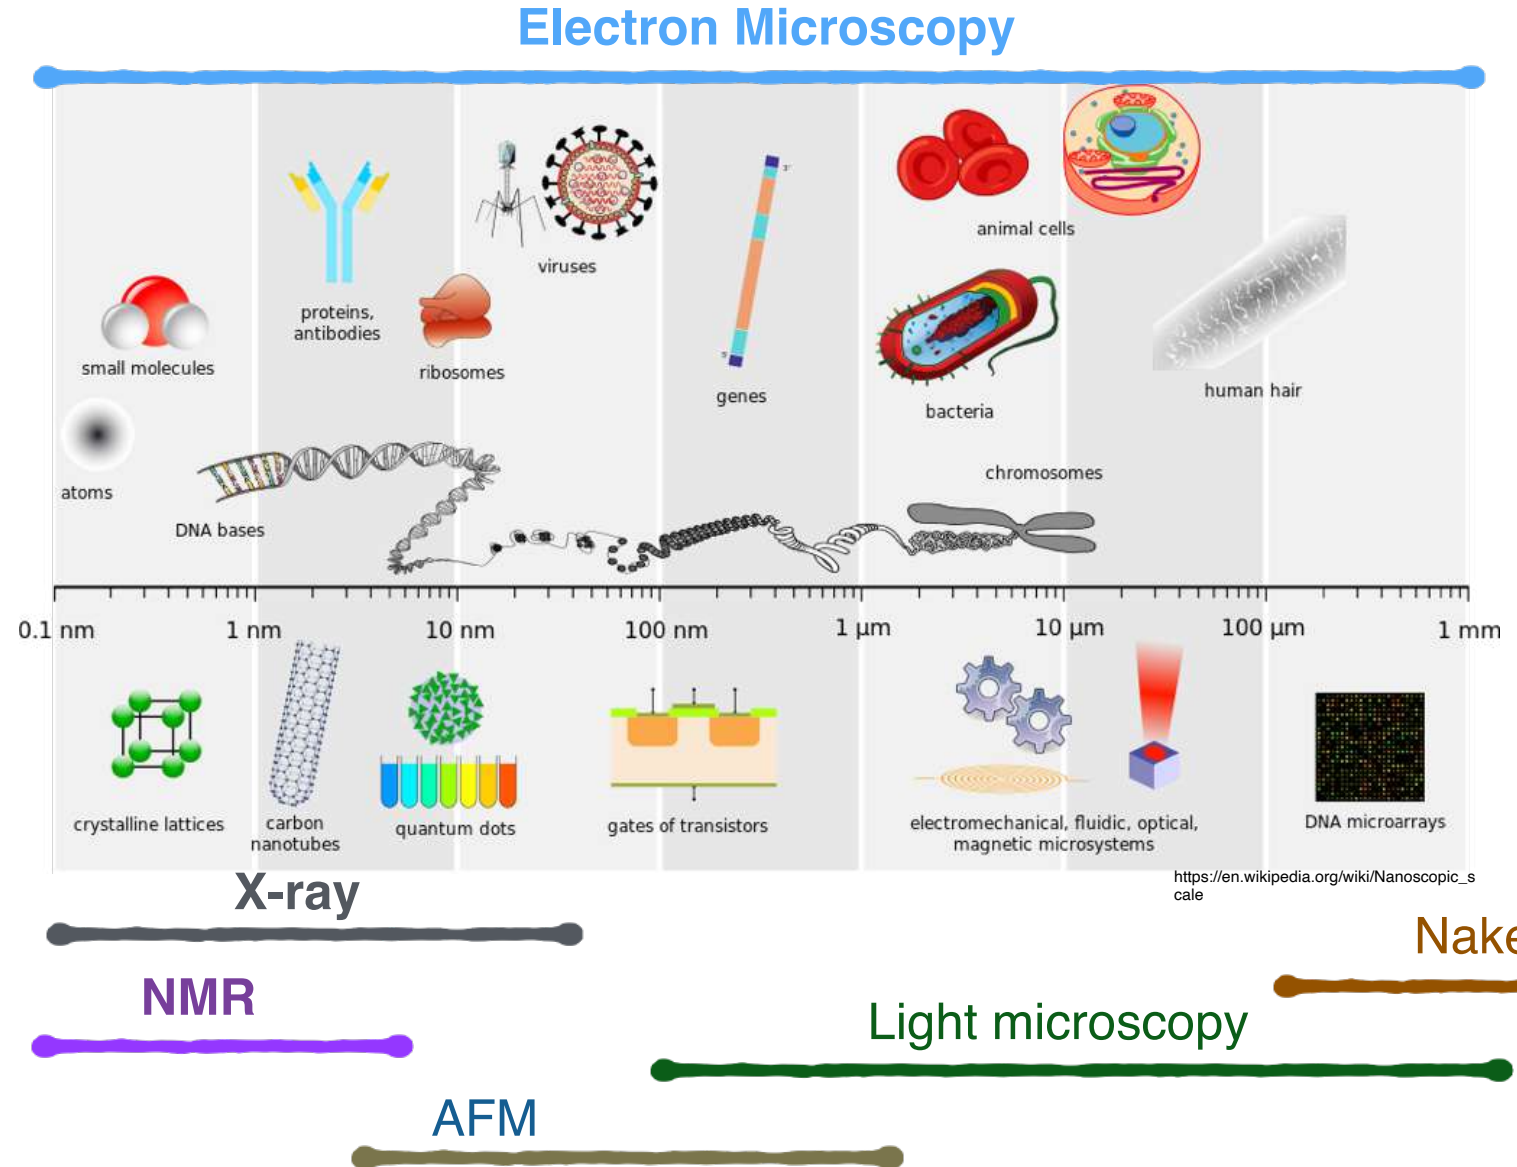 Electron Microscopy
3'
animal cells
viruses
proteins,
antibodies
small molecules
ribosomes
5'
genes
human hair
bacteria
chromosomes
atoms
DNA bases
0.1 nm 1 nm 10 nm 100 nm 1 µm 10 µm 100 µm 1 mm
crystalline lattices
carbon
nanotubes
quantum dots
gates of transistors
electromechanical, fluidic, optical,
magnetic microsystems
DNA microarrays
https://en.wikipedia.org/wiki/Nanoscopic_s
cale
X-ray
Nake
NMR
Light microscopy
AFM